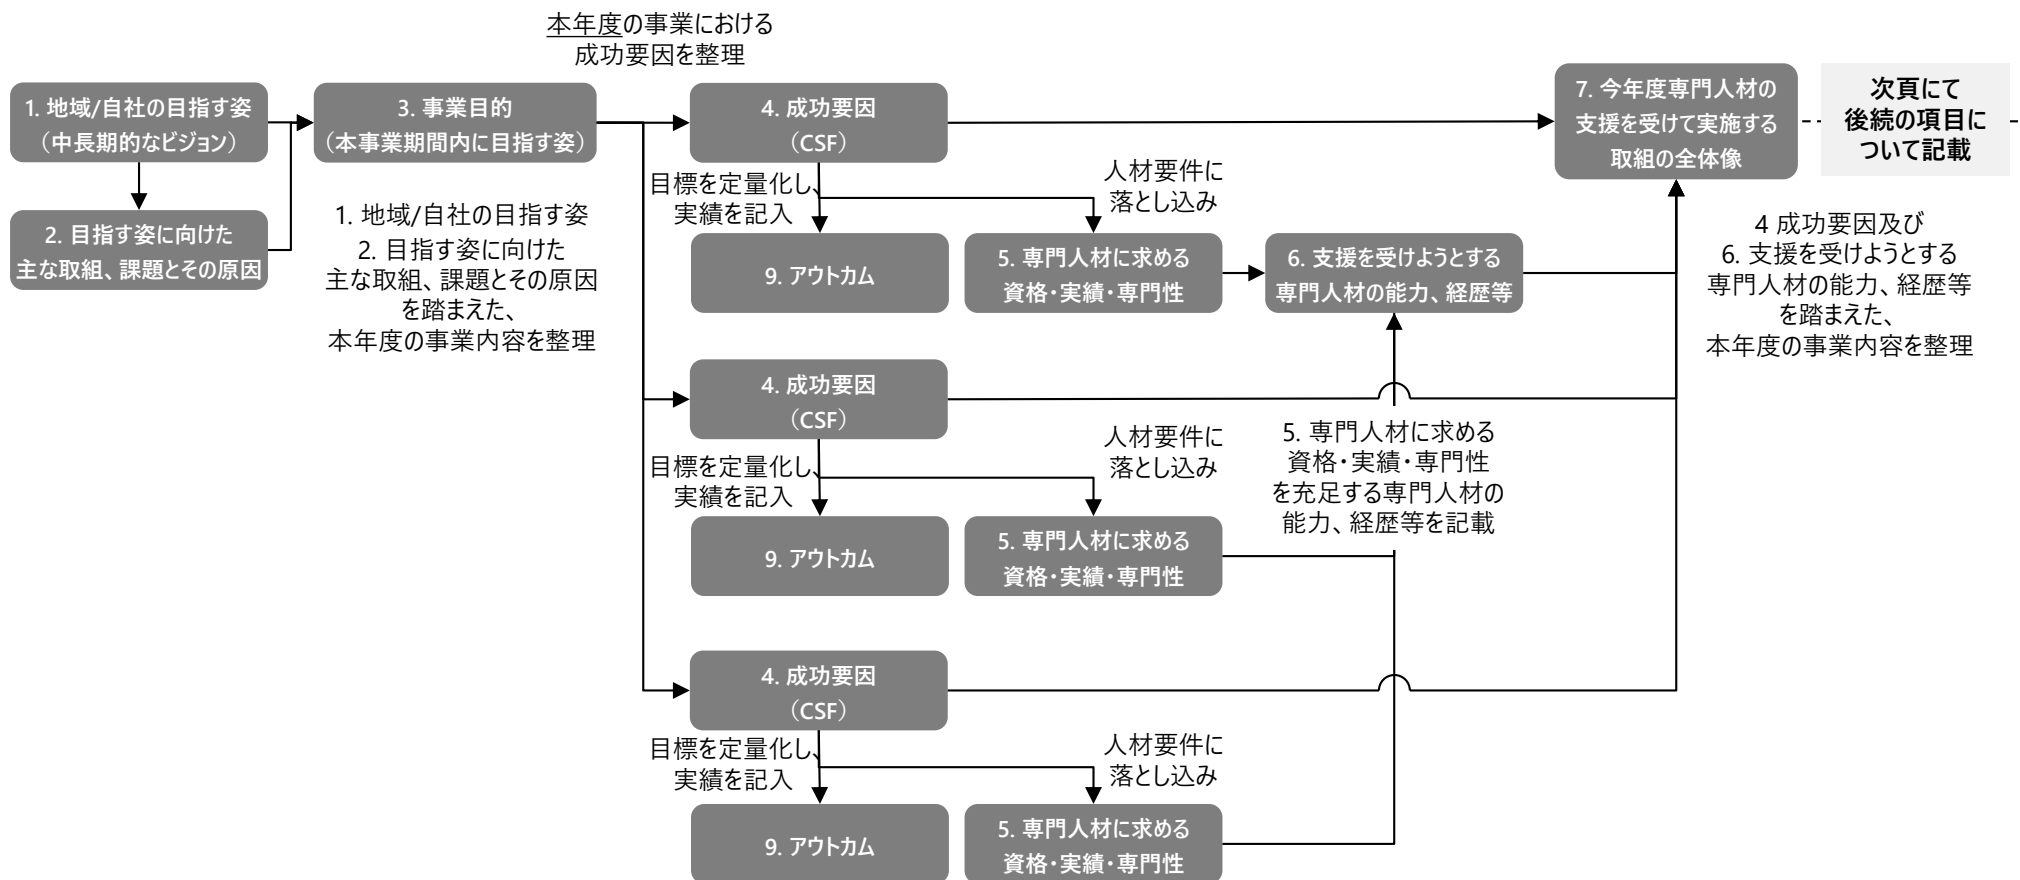 本年度の事業における
成功要因を整理
1. 地域/自社の目指す姿
（中長期的なビジョン）
2. 目指す姿に向けた
主な取組、課題とその原因
3. 事業目的
（本事業期間内に目指す姿）
1. 地域/自社の目指す姿
2. 目指す姿に向けた
主な取組、課題とその原因
を踏まえた、
本年度の事業内容を整理
4. 成功要因
（CSF）
目標を定量化し、
実績を記入
人材要件に
落とし込み
9. アウトカム
5. 専門人材に求める
資格・実績・専門性
6. 支援を受けようとする
専門人材の能力、経歴等
7. 今年度専門人材の
支援を受けて実施する
取組の全体像
次頁にて
後続の項目に
ついて記載
4 成功要因及び
6. 支援を受けようとする
専門人材の能力、経歴等
を踏まえた、
本年度の事業内容を整理
4. 成功要因
（CSF）
目標を定量化し、
実績を記入
人材要件に
落とし込み
9. アウトカム
5. 専門人材に求める
資格・実績・専門性
5. 専門人材に求める
資格・実績・専門性
を充足する専門人材の
能力、経歴等を記載
4. 成功要因
（CSF）
目標を定量化し、
実績を記入
人材要件に
落とし込み
9. アウトカム
5. 専門人材に求める
資格・実績・専門性